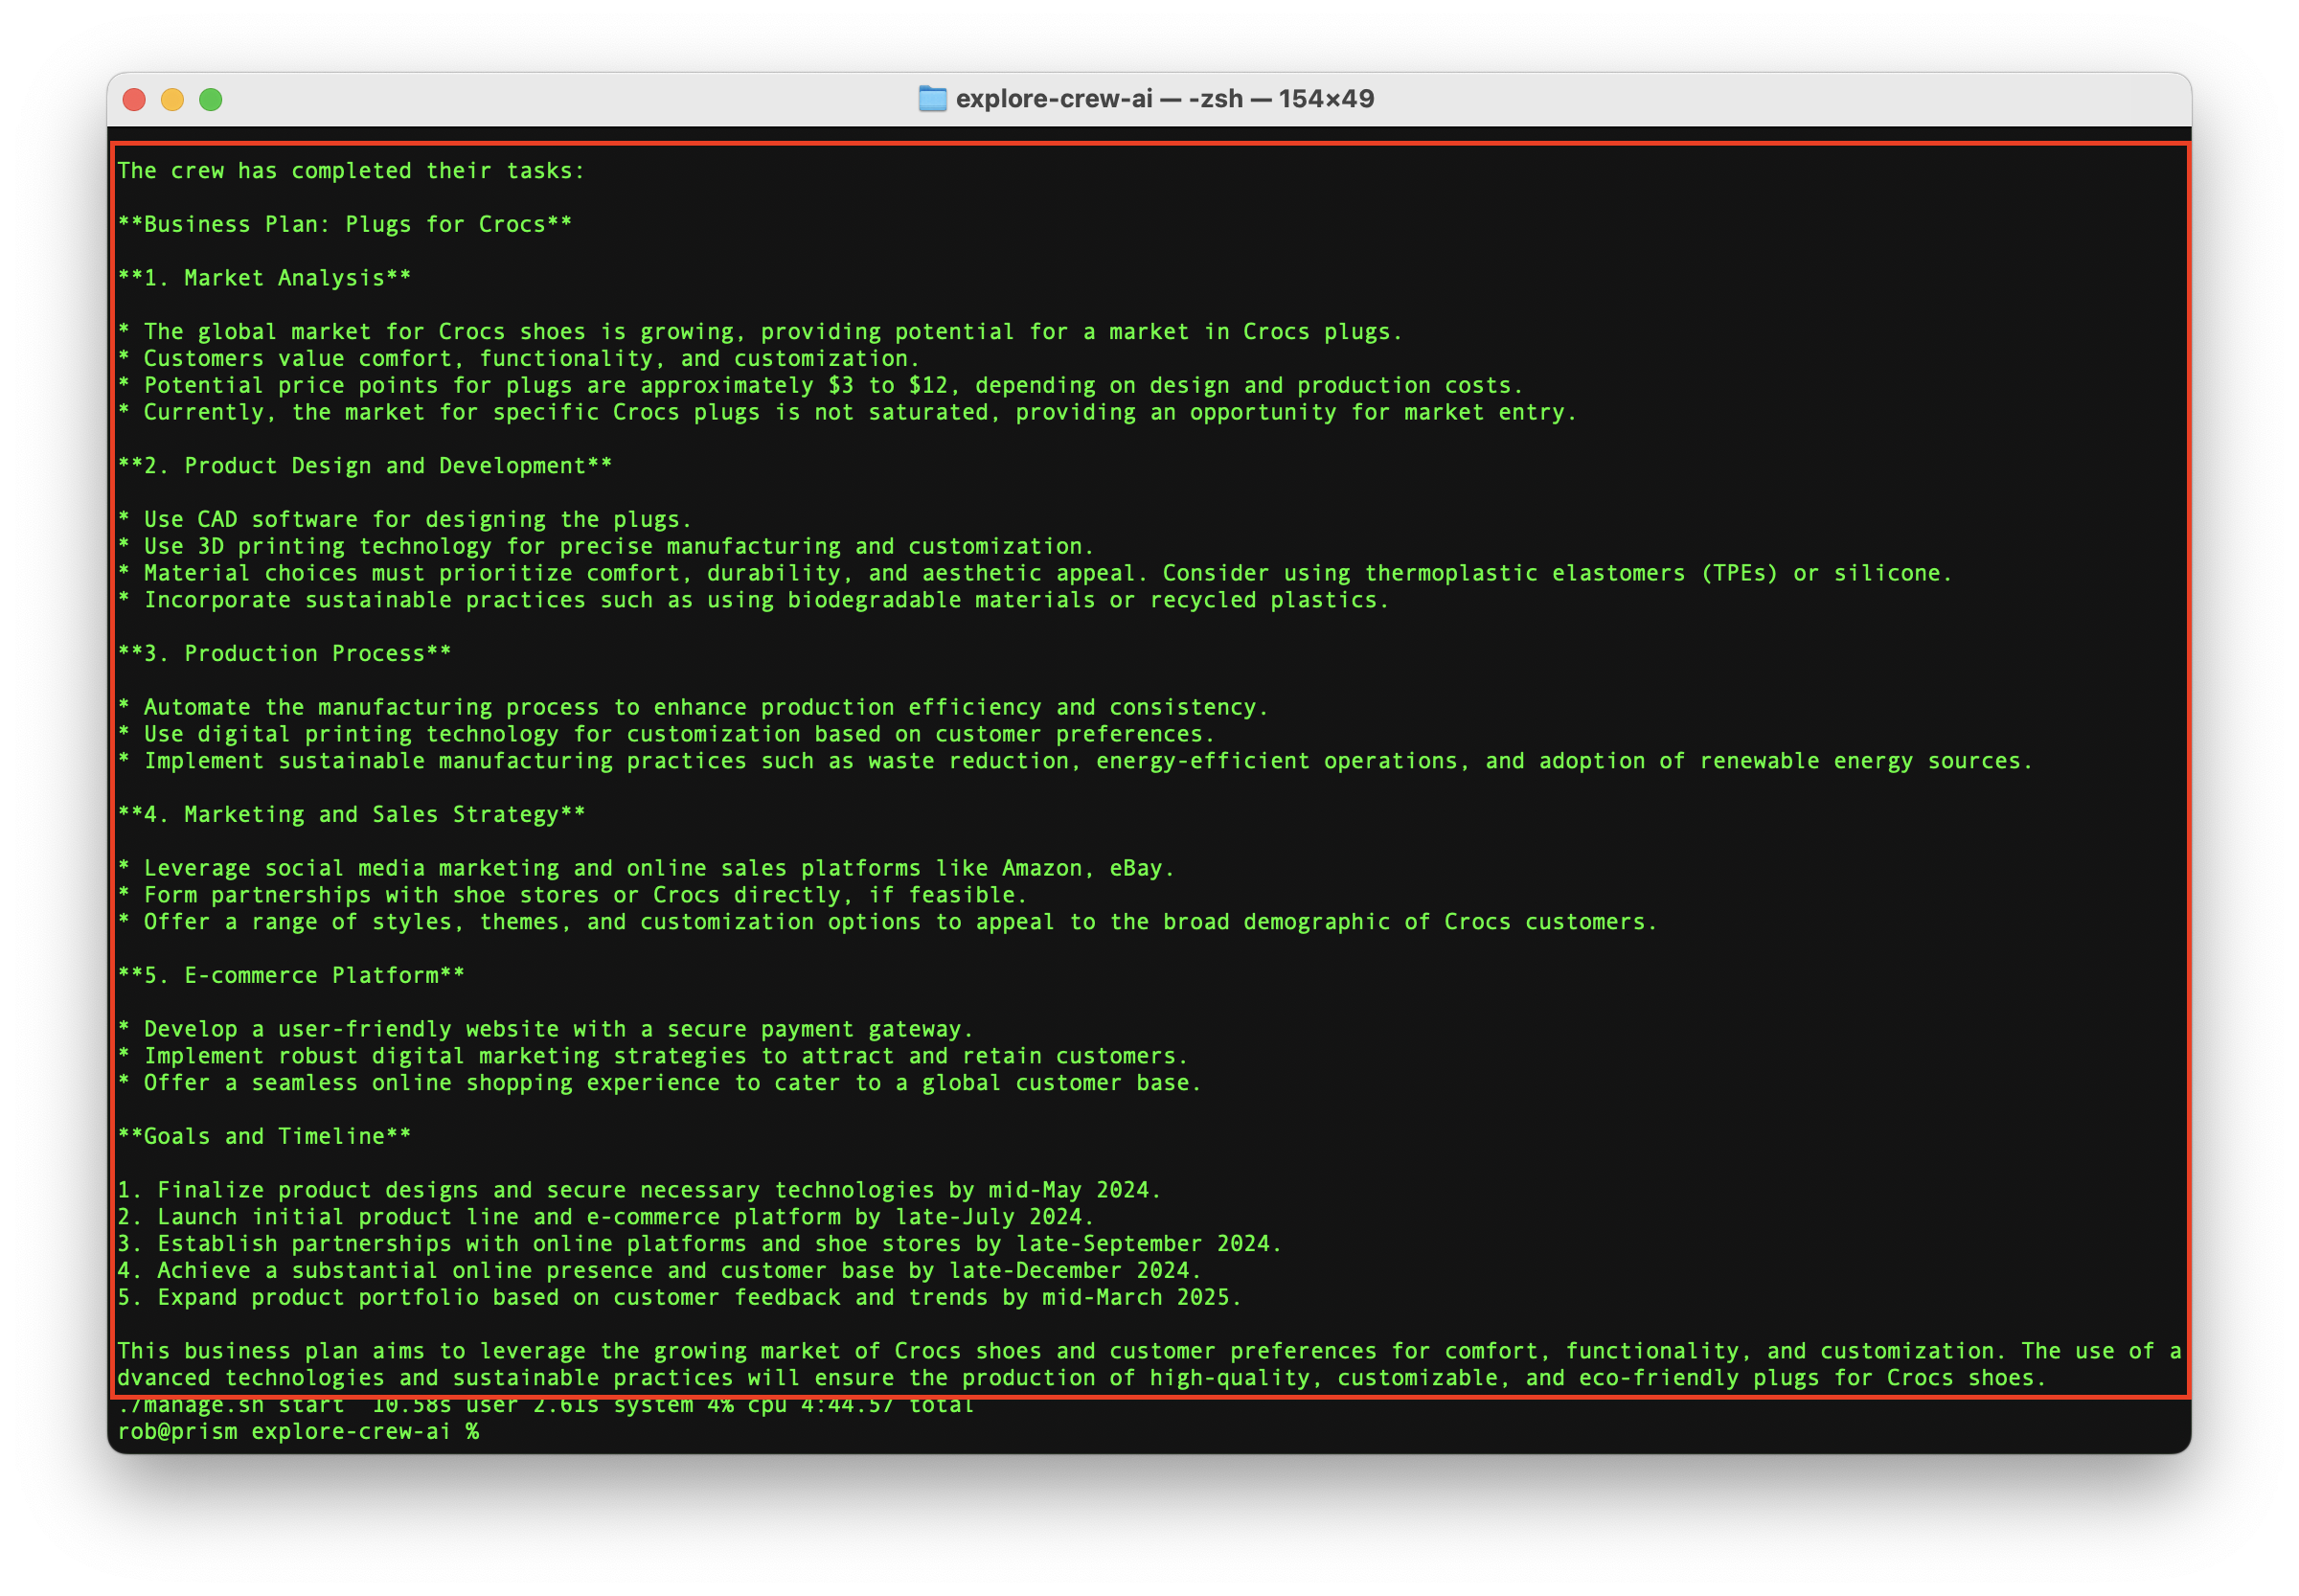 explore-crew-ai — -zsh — 154×49
The crew has completed their tasks:
**Business Plan: Plugs for Crocs**
**1. Market Analysis**
* The global market for Crocs shoes is growing, providing potential for a market in Crocs plugs.
* Customers value comfort, functionality, and customization.
* Potential price points for plugs are approximately $3 to $12, depending on design and production costs.
* Currently, the market for specific Crocs plugs is not saturated, providing an opportunity for market entry.
**2. Product Design and Development**
* Use CAD software for designing the plugs.
* Use 3D printing technology for precise manufacturing and customization.
* Material choices must prioritize comfort, durability, and aesthetic appeal. Consider using thermoplastic elastomers (TPEs) or silicone.
* Incorporate sustainable practices such as using biodegradable materials or recycled plastics.
**3. Production Process**
* Automate the manufacturing process to enhance production efficiency and consistency.
* Use digital printing technology for customization based on customer preferences.
* Implement sustainable manufacturing practices such as waste reduction, energy-efficient operations, and adoption of renewable energy sources.
**4. Marketing and Sales Strategy**
* Leverage social media marketing and online sales platforms like Amazon, eBay.
* Form partnerships with shoe stores or Crocs directly, if feasible.
* Offer a range of styles, themes, and customization options to appeal to the broad demographic of Crocs customers.
**5. E-commerce Platform**
* Develop a user-friendly website with a secure payment gateway.
* Implement robust digital marketing strategies to attract and retain customers.
* Offer a seamless online shopping experience to cater to a global customer base.
**Goals and Timeline**
1. Finalize product designs and secure necessary technologies by mid-May 2024.
2. Launch initial product line and e-commerce platform by late-July 2024.
3. Establish partnerships with online platforms and shoe stores by late-September 2024.
4. Achieve a substantial online presence and customer base by late-December 2024.
5. Expand product portfolio based on customer feedback and trends by mid-March 2025.
This business plan aims to leverage the growing market of Crocs shoes and customer preferences for comfort, functionality, and customization. The use of a
dvanced technologies and sustainable practices will ensure the production of high-quality, customizable, and eco-friendly plugs for Crocs shoes.
./manage.sh start  10.58s user 2.61s system 4% cpu 4:44.57 total
rob@prism explore-crew-ai %